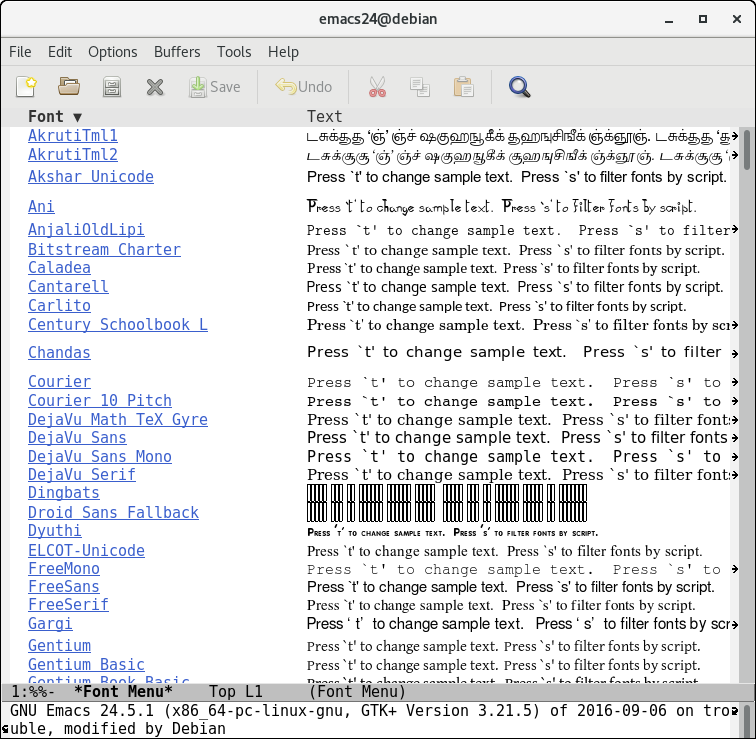 emacs24@debian
File Edit Options Buffers Tools Help
Save Undo
Font ▼ Text
AkrutiTml1
AkrutiTml2
Akshar Unicode Press `t' to change sample text. Press `s' to filter fonts by script.
Ani Press `t' to change sample text. Press `s' to filter fonts by script.
AnjaliOldLipi Press `t' to change sample text. Press `s' to filter
Bitstream Charter Press `t' to change sample text. Press `s' to filter fonts by script.
Caladea Press `t' to change sample text. Press `s' to filter fonts by script.
Cantarell Press `t' to change sample text. Press `s' to filter fonts by script.
Carlito Press `t' to change sample text. Press `s' to filter fonts by script.
Century Schoolbook L Press `t' to change sample text. Press `s' to filter fonts by scr
Chandas Press `t' to change sample text. Press `s' to filter
Courier Press `t' to change sample text. Press `s' to
Courier 10 Pitch Press `t' to change sample text. Press `s' to
DejaVu Math TeX Gyre Press `t' to change sample text. Press `s' to filter fonts
DejaVu Sans Press `t' to change sample text. Press `s' to filter fonts
DejaVu Sans Mono Press `t' to change sample text. Press `s' to
DejaVu Serif Press `t' to change sample text. Press `s' to filter fonts
Dingbats
Droid Sans Fallback
Dyuthi Press `t' to change sample text. Press `s' to filter fonts by script.
ELCOT-Unicode Press `t' to change sample text. Press `s' to filter fonts by script.
FreeMono Press `t' to change sample text. Press `s' to
FreeSans Press `t' to change sample text. Press `s' to filter fonts by script.
FreeSerif Press `t' to change sample text. Press `s' to filter fonts by script.
Gargi Press ‘ t’ to change sample text. Press ‘ s’ to filter fonts by scr
Gentium Press `t' to change sample text. Press `s' to filter fonts by script.
Gentium Basic Press `t' to change sample text. Press `s' to filter fonts by script.
Gentium Book Basic
1:%%- *Font Menu* Top L1 (Font Menu)
GNU Emacs 24.5.1 (x86_64-pc-linux-gnu, GTK+ Version 3.21.5) of 2016-09-06 on tro
uble, modified by Debian